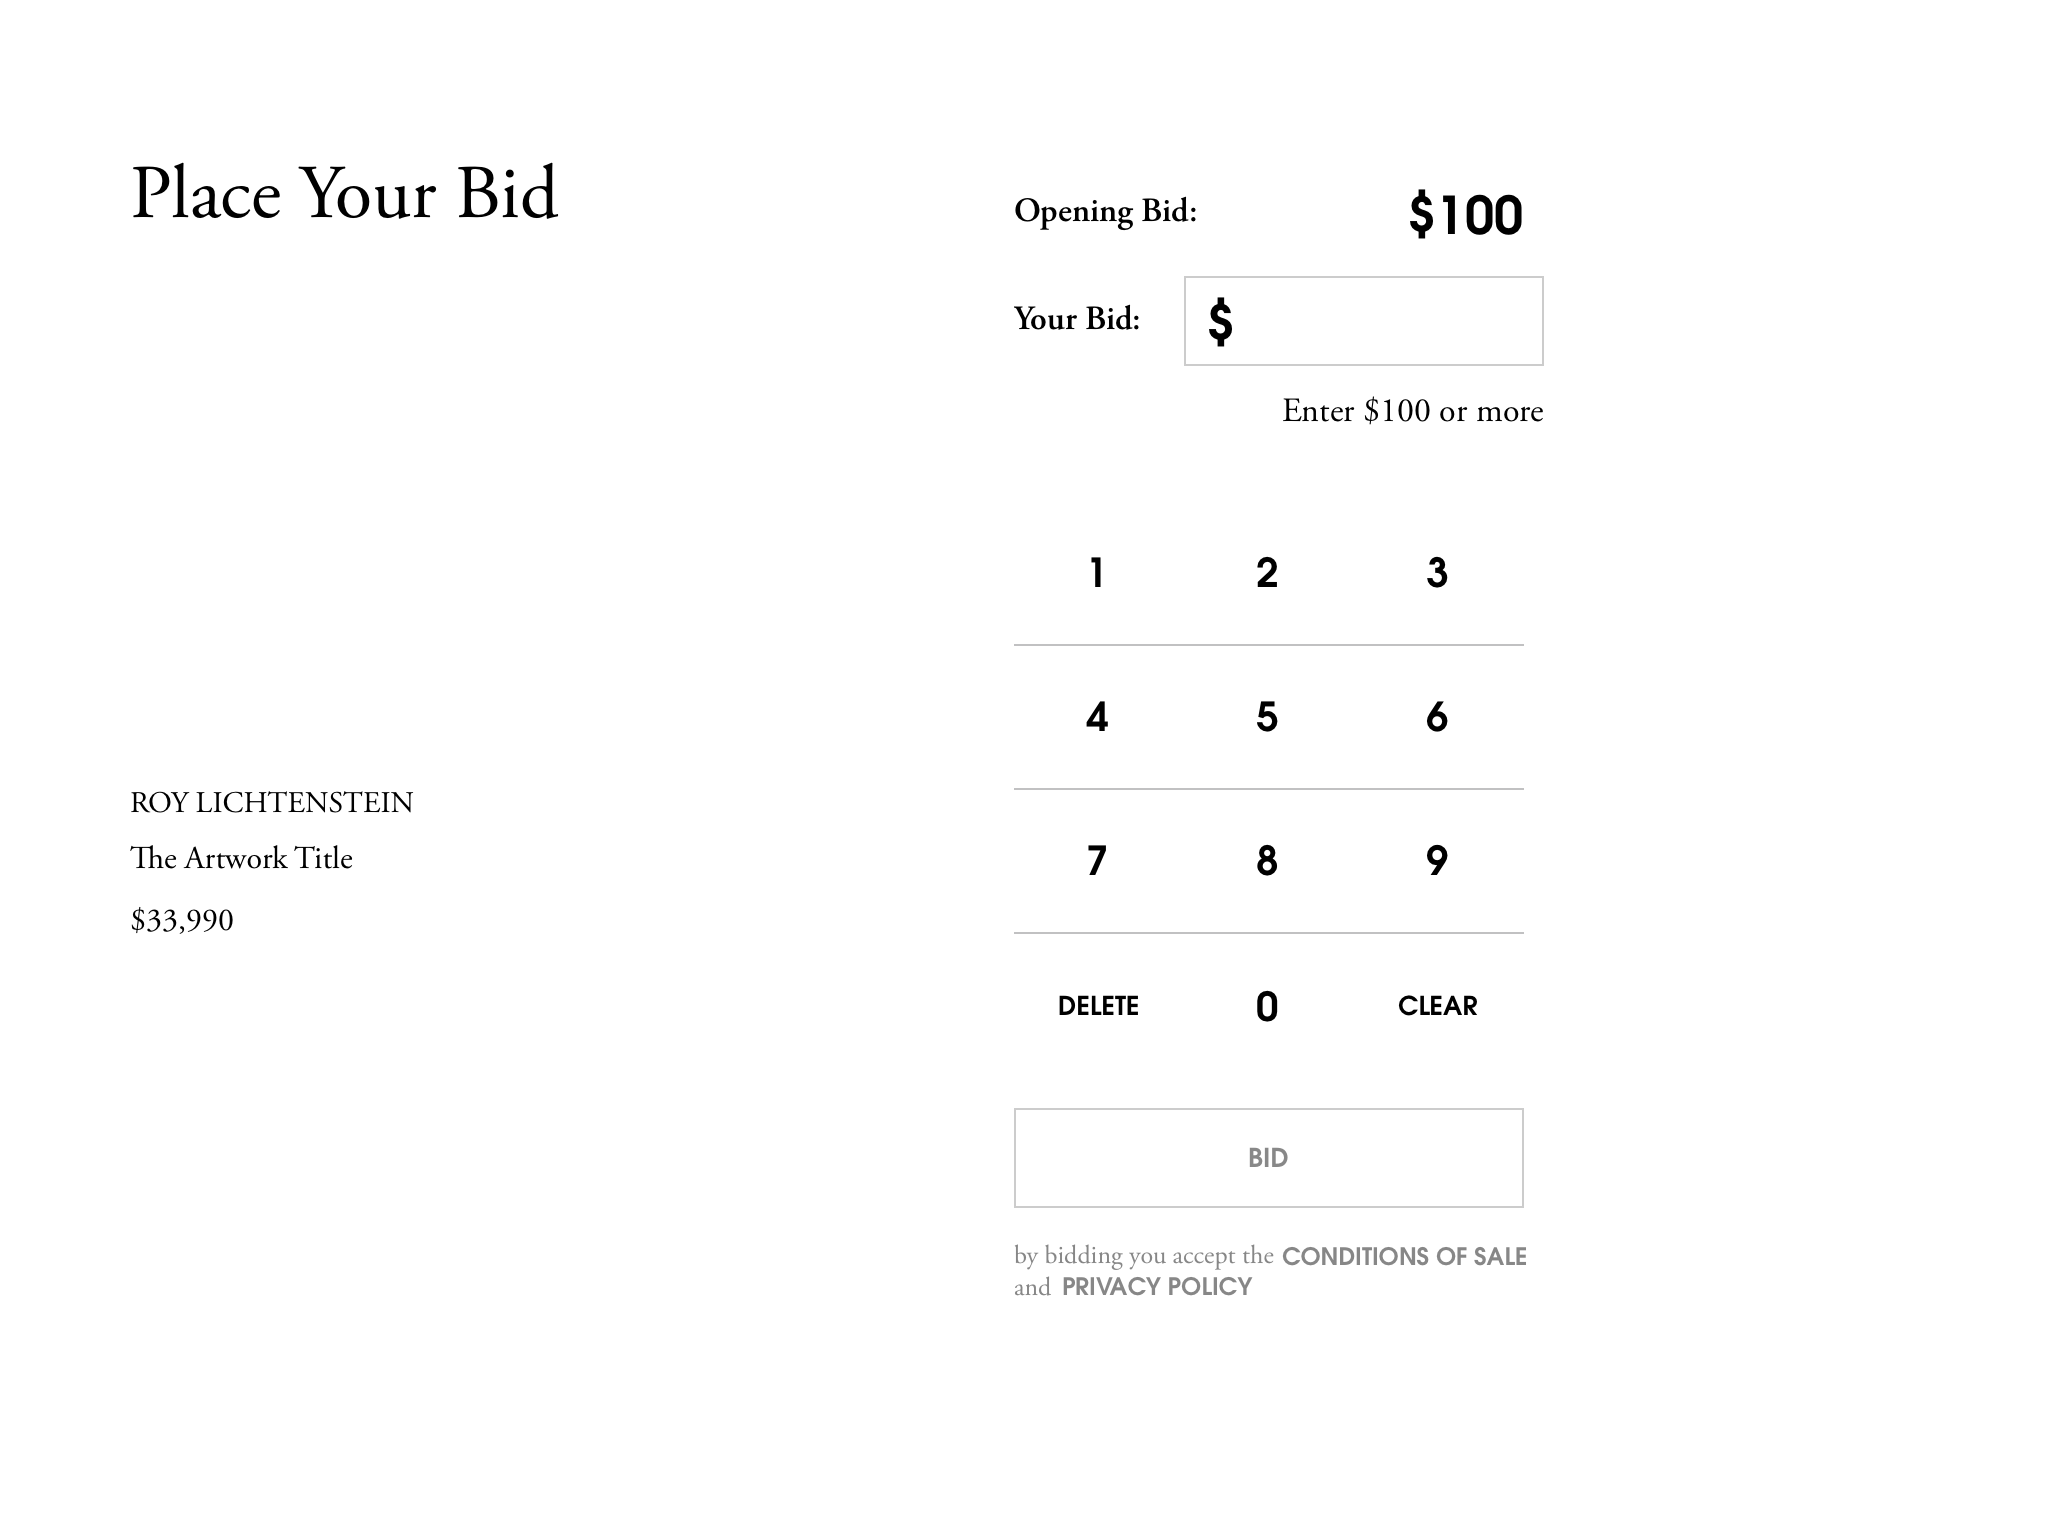 Place Your Bid
Opening Bid: $100
Your Bid: $
Enter $100 or more
1 2 3
4 5 6
7 8 9
DELETE 0 CLEAR
BID
by bidding you accept the CONDITIONS OF SALE
and PRIVACY POLICY
ROY LICHTENSTEIN
The Artwork Title
$33,990